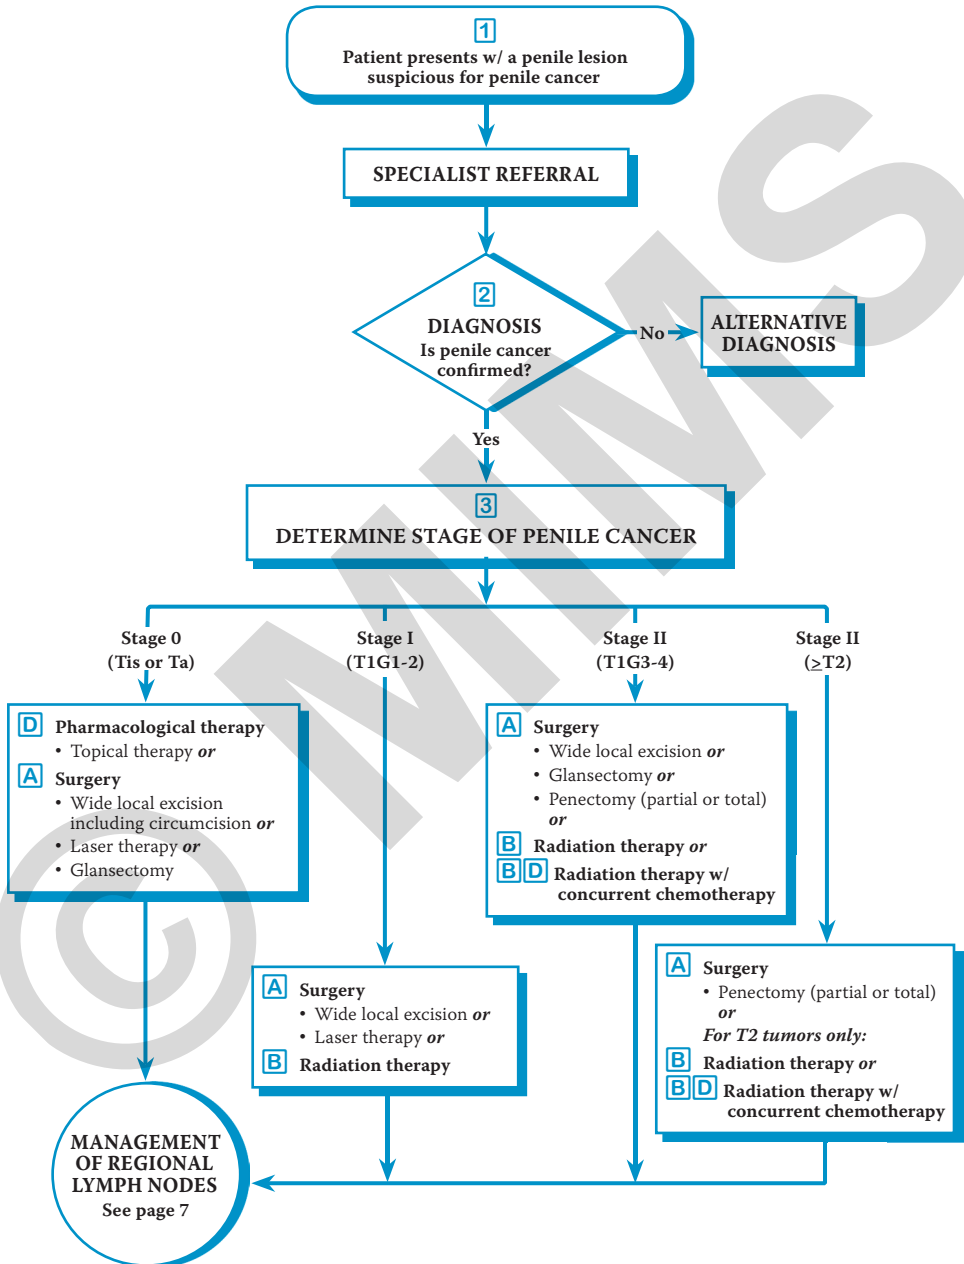 1
Patient presents w/ a penile lesion
suspicious for penile cancer
SPECIALIST REFERRAL
2
DIAGNOSIS
Is penile cancer
confirmed?
No
ALTERNATIVE
DIAGNOSIS
Yes
3
DETERMINE STAGE OF PENILE CANCER
Stage 0
(Tis or Ta)
Stage I
(T1G1-2)
Stage II
(T1G3-4)
Stage II
(≥T2)
D Pharmacological therapy
• Topical therapy or
A Surgery
• Wide local excision
including circumcision or
• Laser therapy or
• Glansectomy
A Surgery
• Wide local excision or
• Glansectomy or
• Penectomy (partial or total)
or
B Radiation therapy or
B D Radiation therapy w/
concurrent chemotherapy
A Surgery
• Wide local excision or
• Laser therapy or
B Radiation therapy
A Surgery
• Penectomy (partial or total)
or
For T2 tumors only:
B Radiation therapy or
B D Radiation therapy w/
concurrent chemotherapy
MANAGEMENT
OF REGIONAL
LYMPH NODES
See page 7
© MIMS